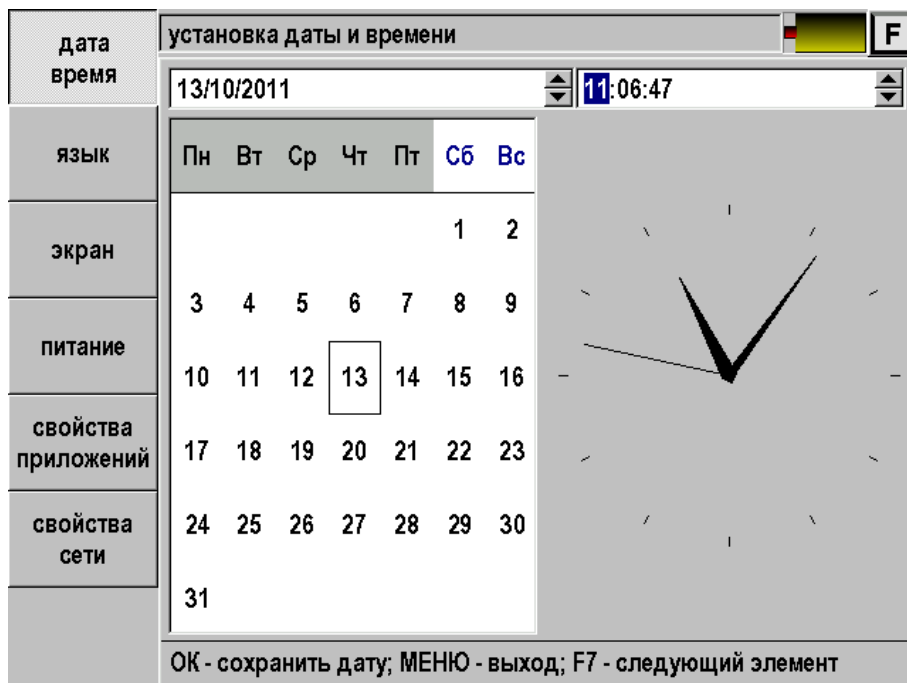 дата
время
язык
экран
питание
свойства
приложений
свойства
сети
установка даты и времени
F
13/10/2011
11:06:47
Пн Вт Ср Чт Пт Сб Вс
1 2
3 4 5 6 7 8 9
10 11 12 13 14 15 16
17 18 19 20 21 22 23
24 25 26 27 28 29 30
31
ОК - сохранить дату; МЕНЮ - выход; F7 - следующий элемент